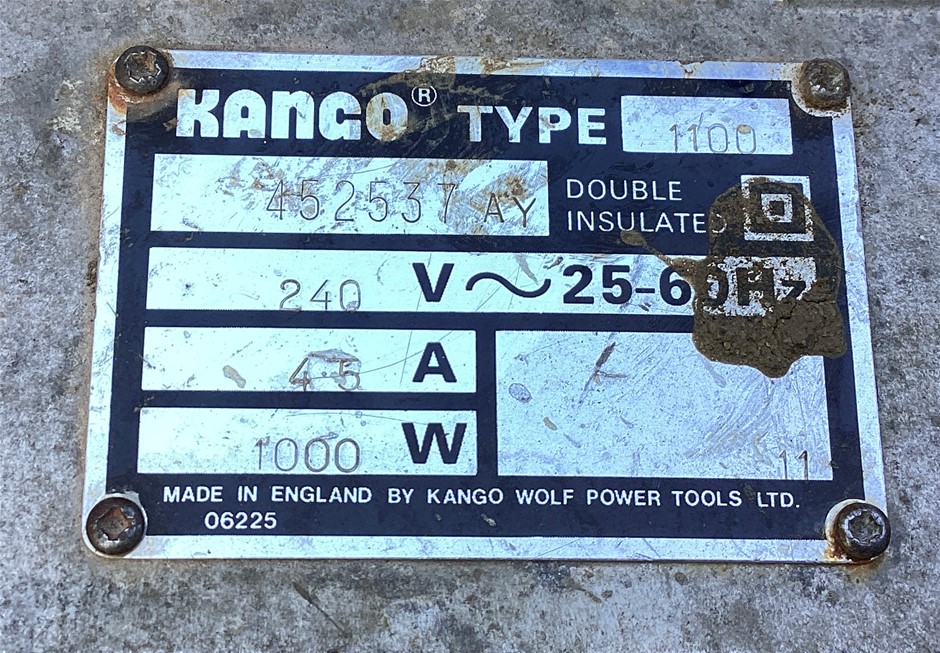 KANGO® TYPE 1100
452537 AY DOUBLE
INSULATED
240 V ~ 25-60Hz
4.5 A
1000 W
11
MADE IN ENGLAND BY KANGO WOLF POWER TOOLS LTD.
06225